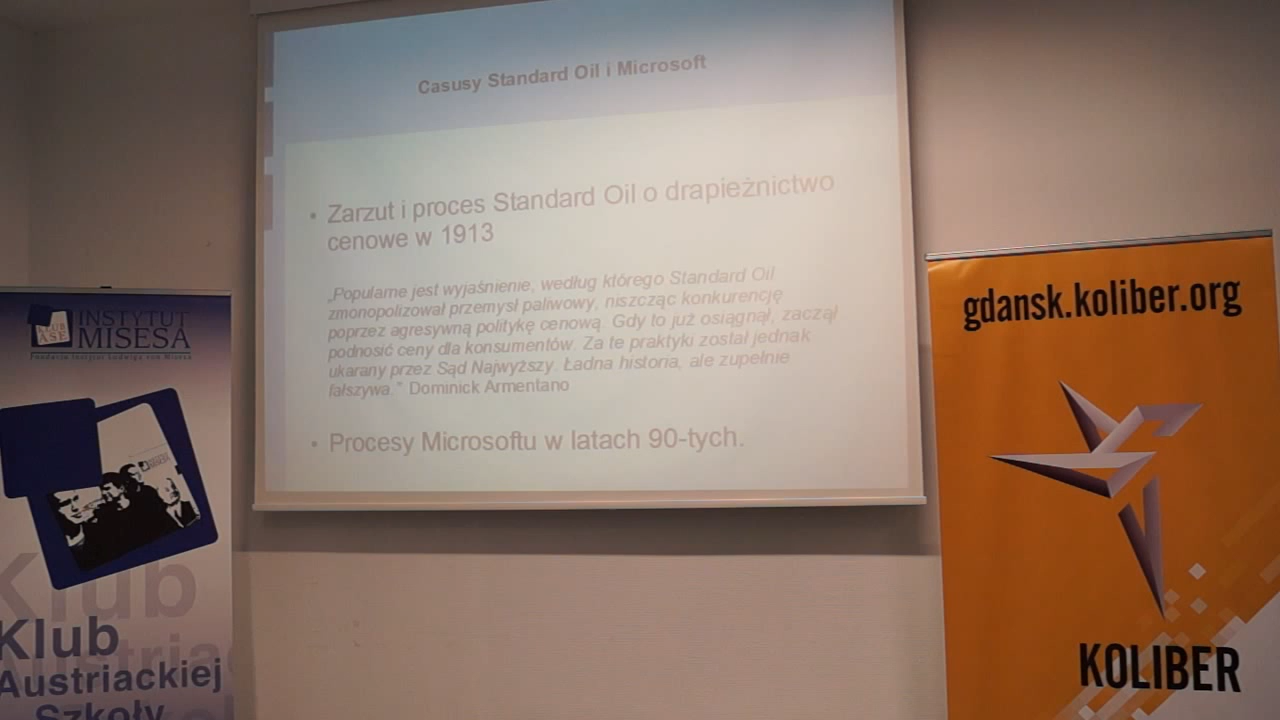 Casusy Standard Oil i Microsoft
• Zarzut i proces Standard Oil o drapieżnictwo
cenowe w 1913
„Popularne jest wyjaśnienie, według którego Standard Oil
zmonopolizował przemysł paliwowy, niszcząc konkurencję
poprzez agresywną politykę cenową. Gdy to już osiągnął, zaczął
podnosić ceny dla konsumentów. Za te praktyki został jednak
ukarany przez Sąd Najwyższy. Ładna historia, ale zupełnie
fałszywa." Dominick Armentano
• Procesy Microsoftu w latach 90-tych.
KLUB
ASE
INSTYTUT
MISESA
Fundacja Instytut Ludwiga von Misesa
Klub
Klub
Austriackiej
Szkoły
gdansk.koliber.org
KOLIBER